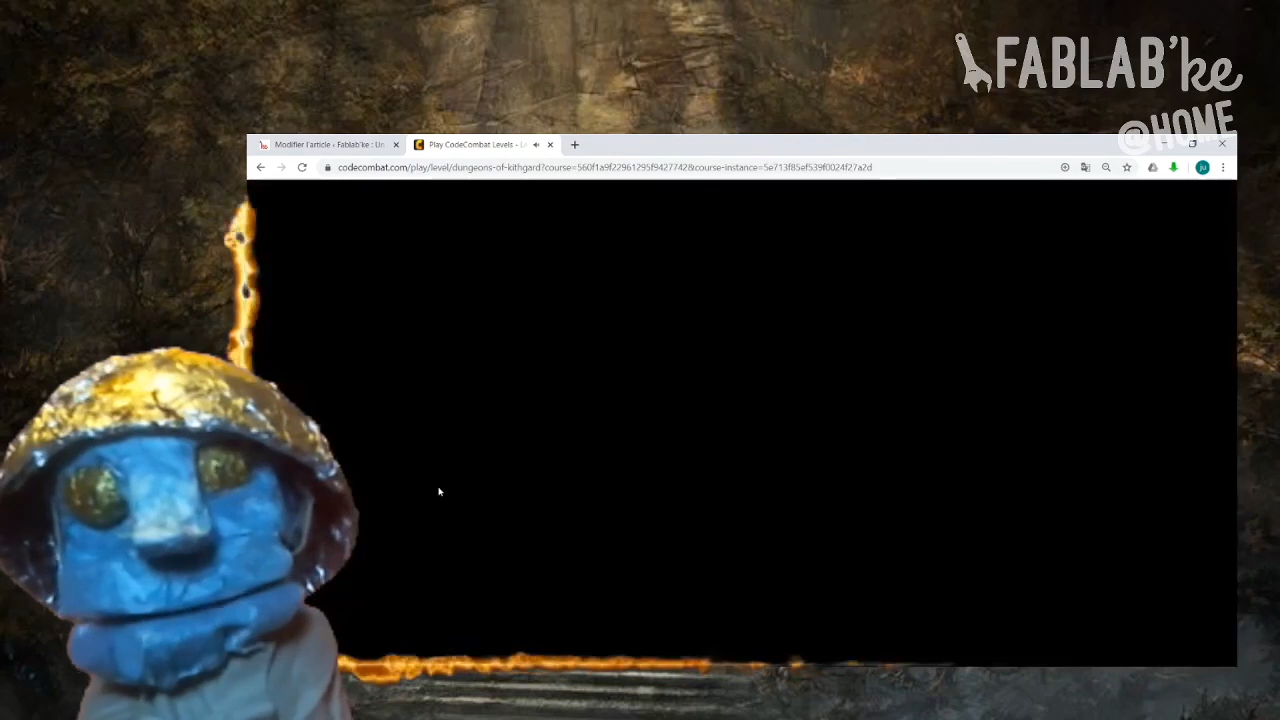 FABLAB'ke
@HOME
Modifier l'article ‹ Fablab'ke : Un
Play CodeCombat Levels - L
codecombat.com/play/level/dungeons-of-kithgard?course=560f1a9f22961295f9427742&course-instance=5e713f85ef539f0024f27a2d
ju